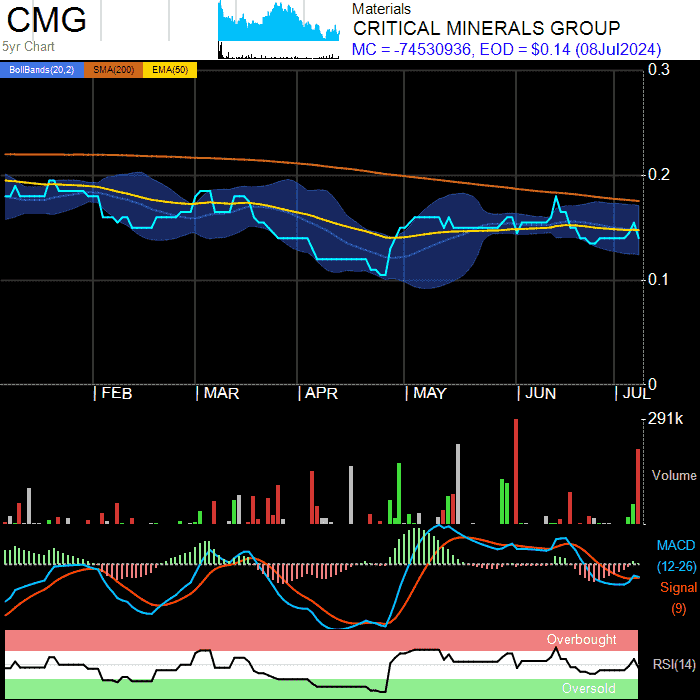 CMG
5yr Chart
Materials
CRITICAL MINERALS GROUP
MC = -74530936, EOD = $0.14 (08Jul2024)
BollBands(20,2) SMA(200) EMA(50)
0.3
0.2
0.1
0
FEB MAR APR MAY JUN JUL
291k
Volume
MACD
(12-26)
Signal
(9)
Overbought
RSI(14)
Oversold